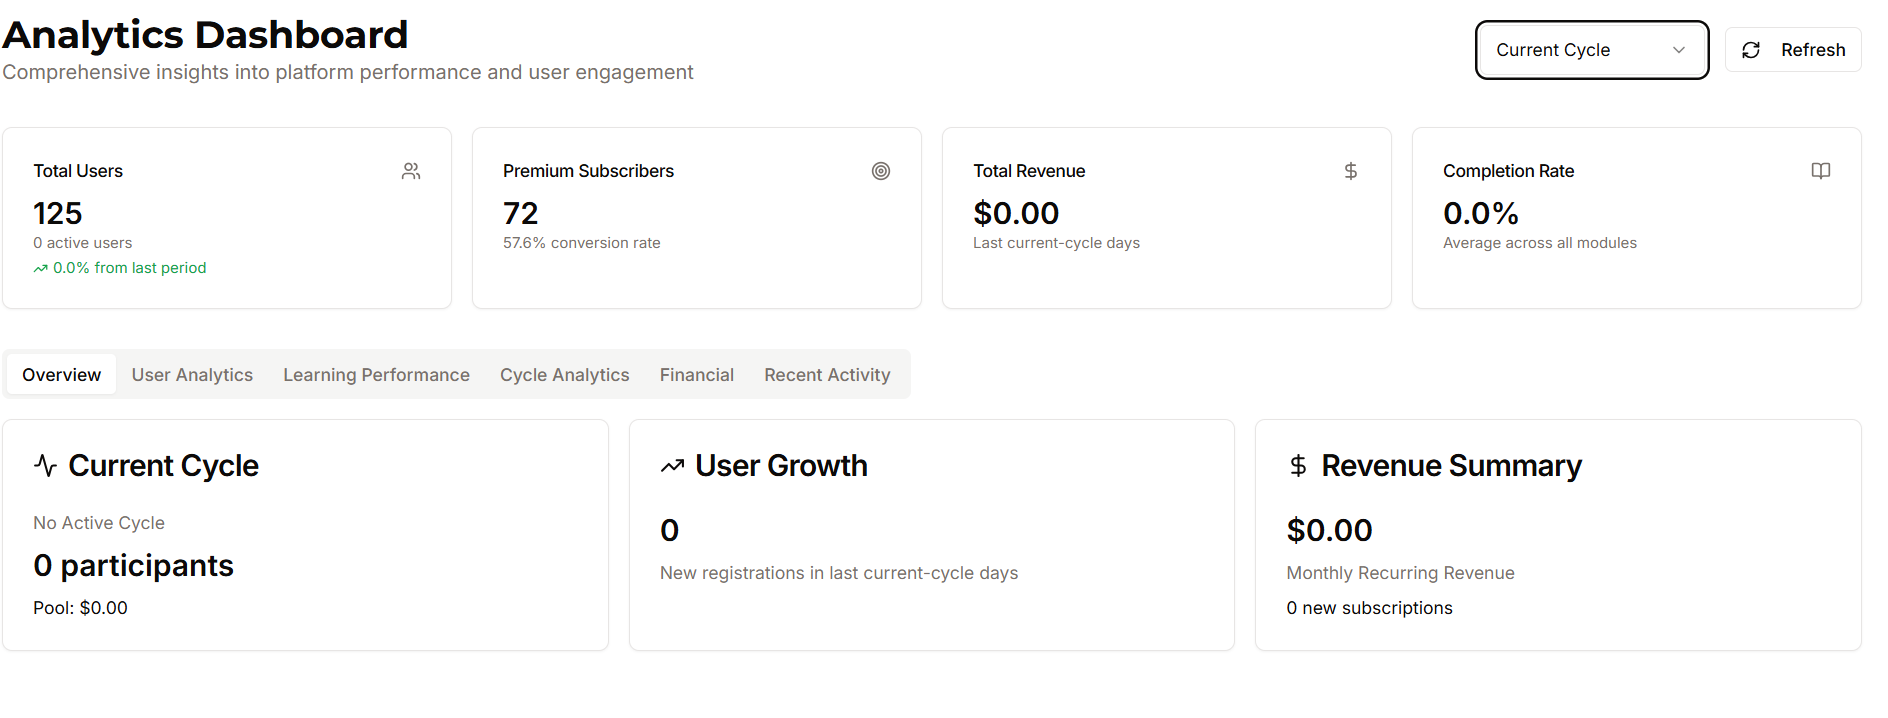 Analytics Dashboard
Comprehensive insights into platform performance and user engagement
Current Cycle
Refresh
Total Users
125
0 active users
0.0% from last period
Premium Subscribers
72
57.6% conversion rate
Total Revenue
$0.00
Last current-cycle days
Completion Rate
0.0%
Average across all modules
Overview User Analytics Learning Performance Cycle Analytics Financial Recent Activity
Current Cycle
No Active Cycle
0 participants
Pool: $0.00
User Growth
0
New registrations in last current-cycle days
Revenue Summary
$0.00
Monthly Recurring Revenue
0 new subscriptions